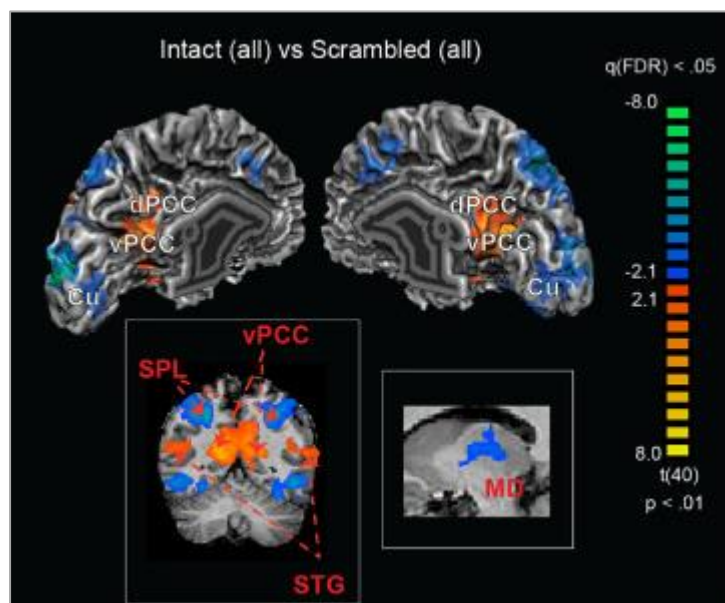 Intact (all) vs Scrambled (all)
q(FDR) < .05
-8.0
dPCC
vPCC
Cu
dPCC
vPCC
Cu
-2.1
2.1
8.0
t(40)
p < .01
vPCC
SPL
STG
MD